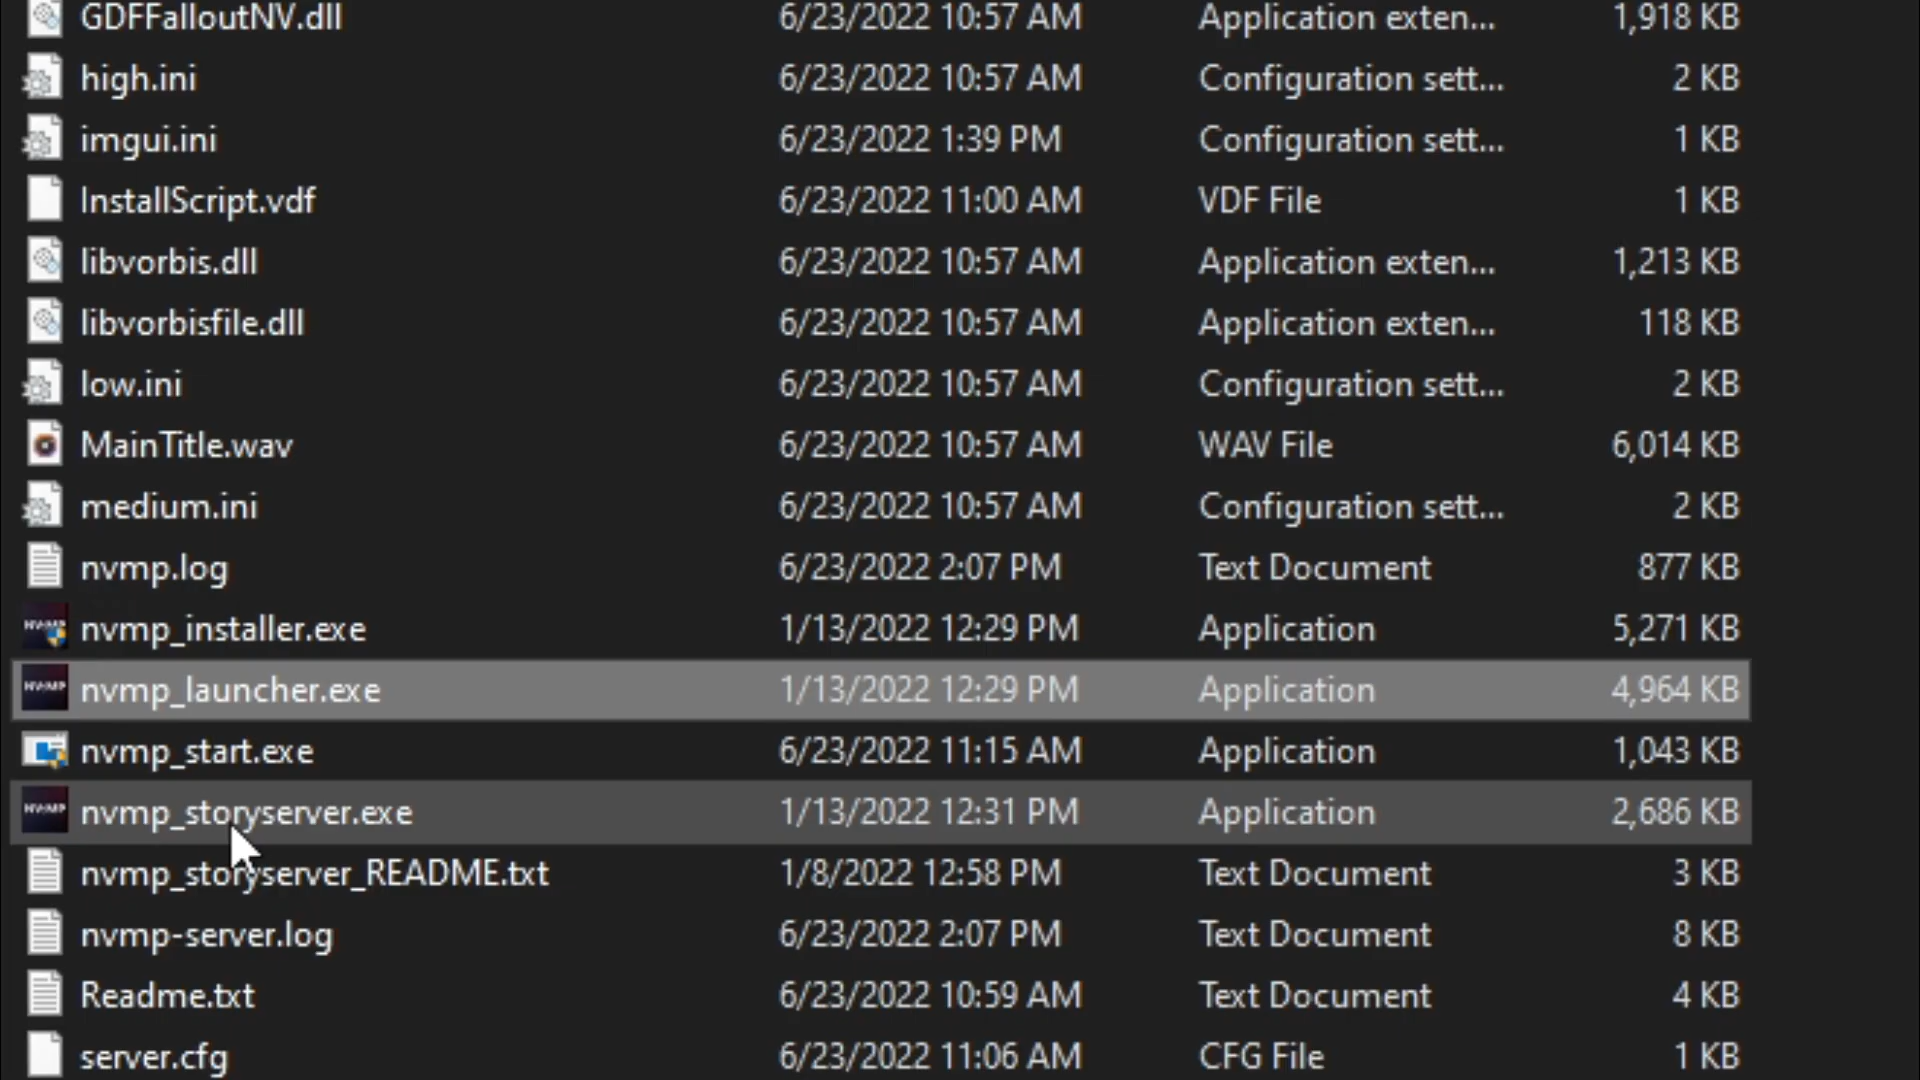 GDFFalloutNV.dll 6/23/2022 10:57 AM Application exten... 1,918 KB
high.ini 6/23/2022 10:57 AM Configuration sett... 2 KB
imgui.ini 6/23/2022 1:39 PM Configuration sett... 1 KB
InstallScript.vdf 6/23/2022 11:00 AM VDF File 1 KB
libvorbis.dll 6/23/2022 10:57 AM Application exten... 1,213 KB
libvorbisfile.dll 6/23/2022 10:57 AM Application exten... 118 KB
low.ini 6/23/2022 10:57 AM Configuration sett... 2 KB
MainTitle.wav 6/23/2022 10:57 AM WAV File 6,014 KB
medium.ini 6/23/2022 10:57 AM Configuration sett... 2 KB
nvmp.log 6/23/2022 2:07 PM Text Document 877 KB
NV:MP nvmp_installer.exe 1/13/2022 12:29 PM Application 5,271 KB
NV:MP nvmp_launcher.exe 1/13/2022 12:29 PM Application 4,964 KB
nvmp_start.exe 6/23/2022 11:15 AM Application 1,043 KB
NV:MP nvmp_storyserver.exe 1/13/2022 12:31 PM Application 2,686 KB
nvmp_storyserver_README.txt 1/8/2022 12:58 PM Text Document 3 KB
nvmp-server.log 6/23/2022 2:07 PM Text Document 8 KB
Readme.txt 6/23/2022 10:59 AM Text Document 4 KB
server.cfg 6/23/2022 11:06 AM CFG File 1 KB